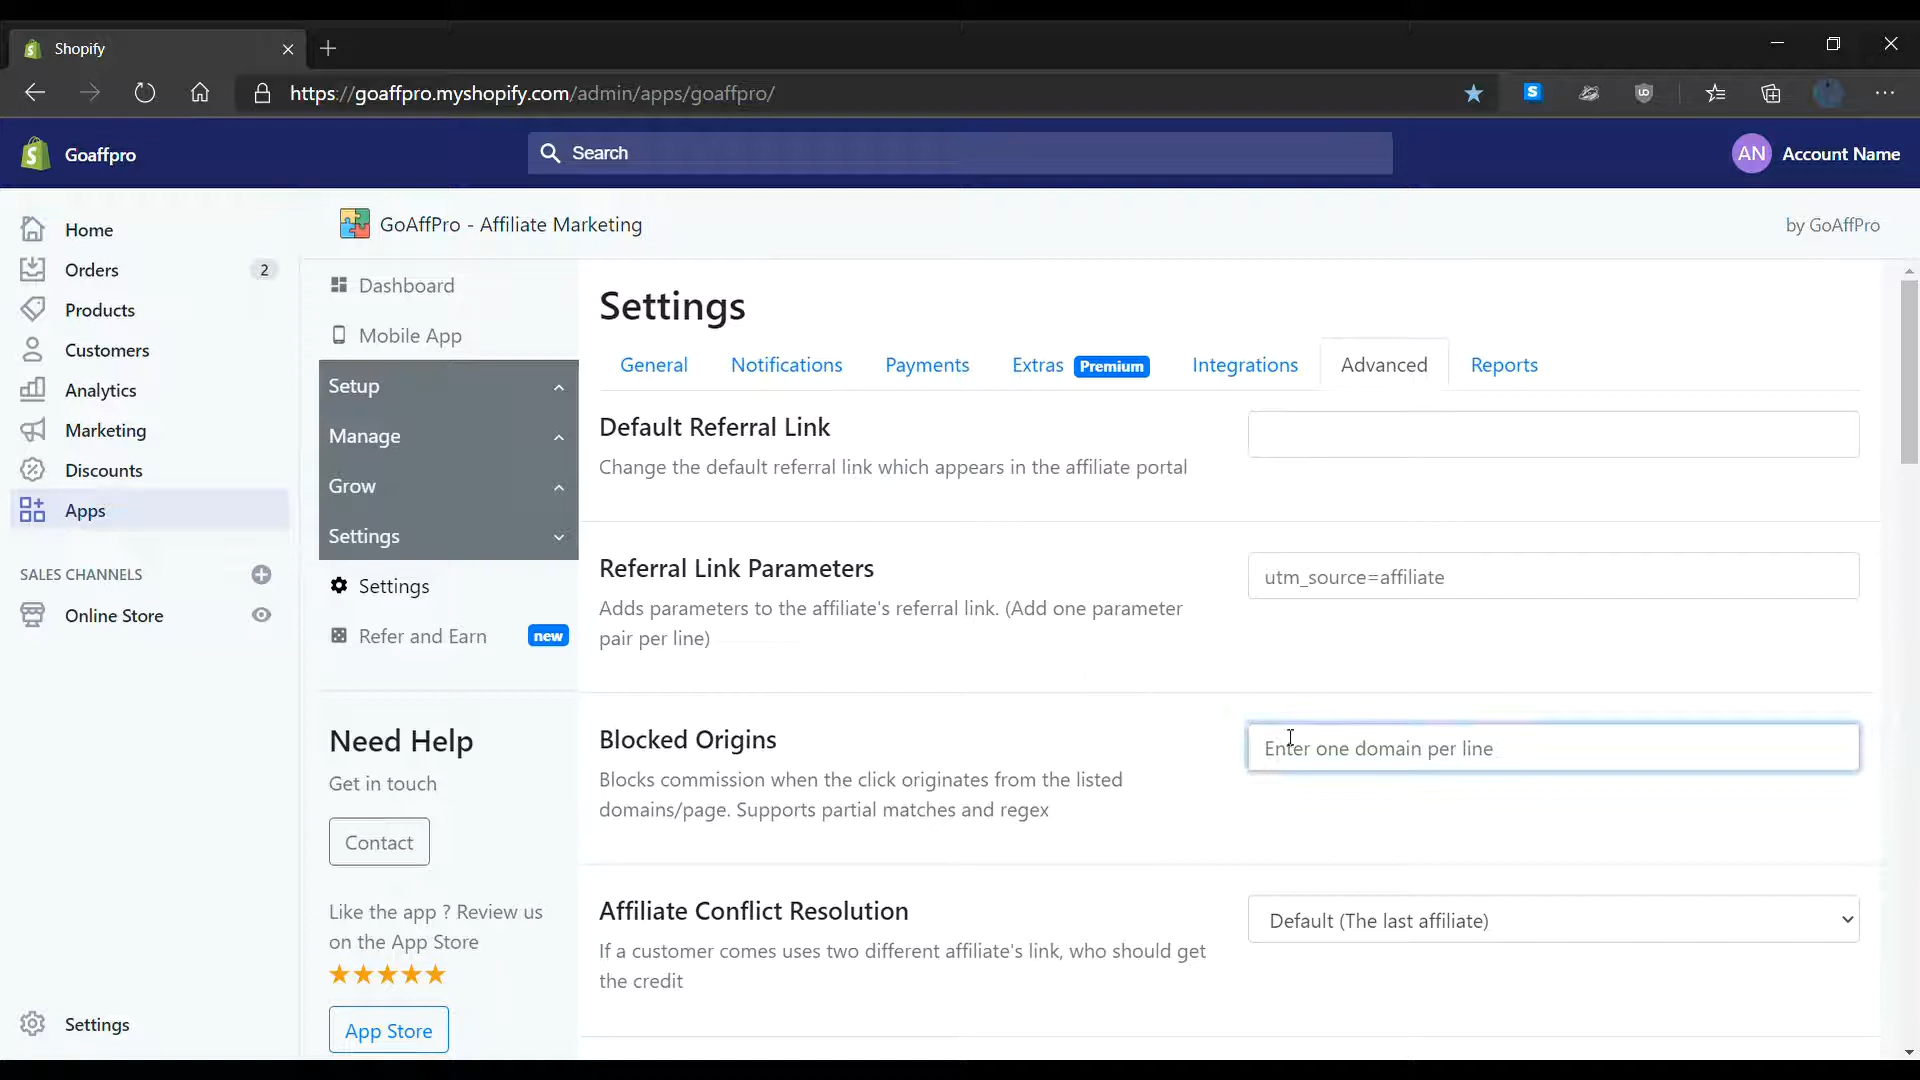 Shopify
https://goaffpro.myshopify.com/admin/apps/goaffpro/
S
UD
Goaffpro
Search
AN Account Name
Home
Orders 2
Products
Customers
Analytics
Marketing
Discounts
Apps
SALES CHANNELS
Online Store
Settings
GoAffPro - Affiliate Marketing
by GoAffPro
Dashboard
Mobile App
Setup
Manage
Grow
Settings
Settings
Refer and Earn new
Need Help
Get in touch
Contact
Like the app ? Review us
on the App Store
App Store
Settings
General Notifications Payments Extras Premium Integrations Advanced Reports
Default Referral Link
Change the default referral link which appears in the affiliate portal
Referral Link Parameters
Adds parameters to the affiliate's referral link. (Add one parameter
pair per line)
utm_source=affiliate
Blocked Origins
Blocks commission when the click originates from the listed
domains/page. Supports partial matches and regex
Enter one domain per line
Affiliate Conflict Resolution
If a customer comes uses two different affiliate's link, who should get
the credit
Default (The last affiliate)